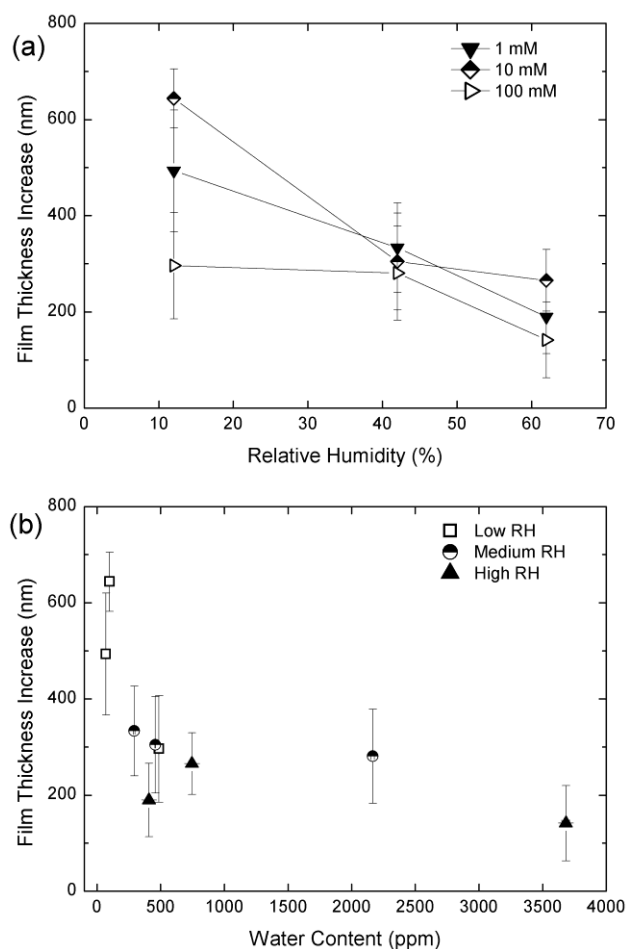 (a)
1 mM
10 mM
100 mM
800
600
400
200
0
Film Thickness Increase (nm)
0 10 20 30 40 50 60 70
Relative Humidity (%)
(b)
Low RH
Medium RH
High RH
800
600
400
200
0
Film Thickness Increase (nm)
0 500 1000 1500 2000 2500 3000 3500 4000
Water Content (ppm)